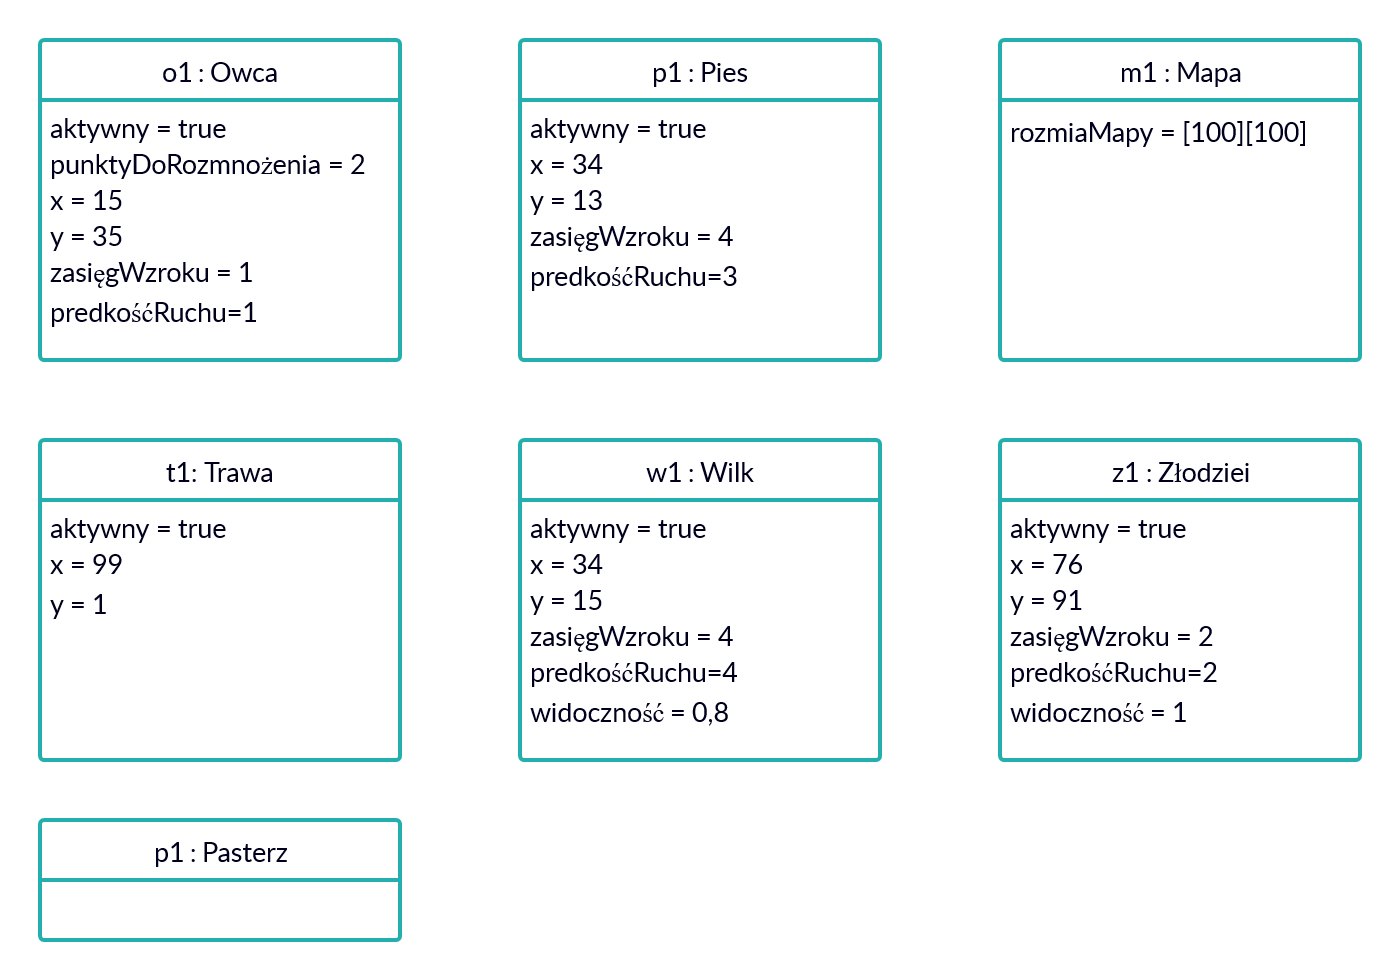 o1 : Owca
aktywny = true
punktyDoRozmnożenia = 2
x = 15
y = 35
zasięgWzroku = 1
predkośćRuchu=1
p1 : Pies
aktywny = true
x = 34
y = 13
zasięgWzroku = 4
predkośćRuchu=3
m1 : Mapa
rozmiaMapy = [100][100]
t1: Trawa
aktywny = true
x = 99
y = 1
w1 : Wilk
aktywny = true
x = 34
y = 15
zasięgWzroku = 4
predkośćRuchu=4
widoczność = 0,8
z1 : Złodziei
aktywny = true
x = 76
y = 91
zasięgWzroku = 2
predkośćRuchu=2
widoczność = 1
p1 : Pasterz